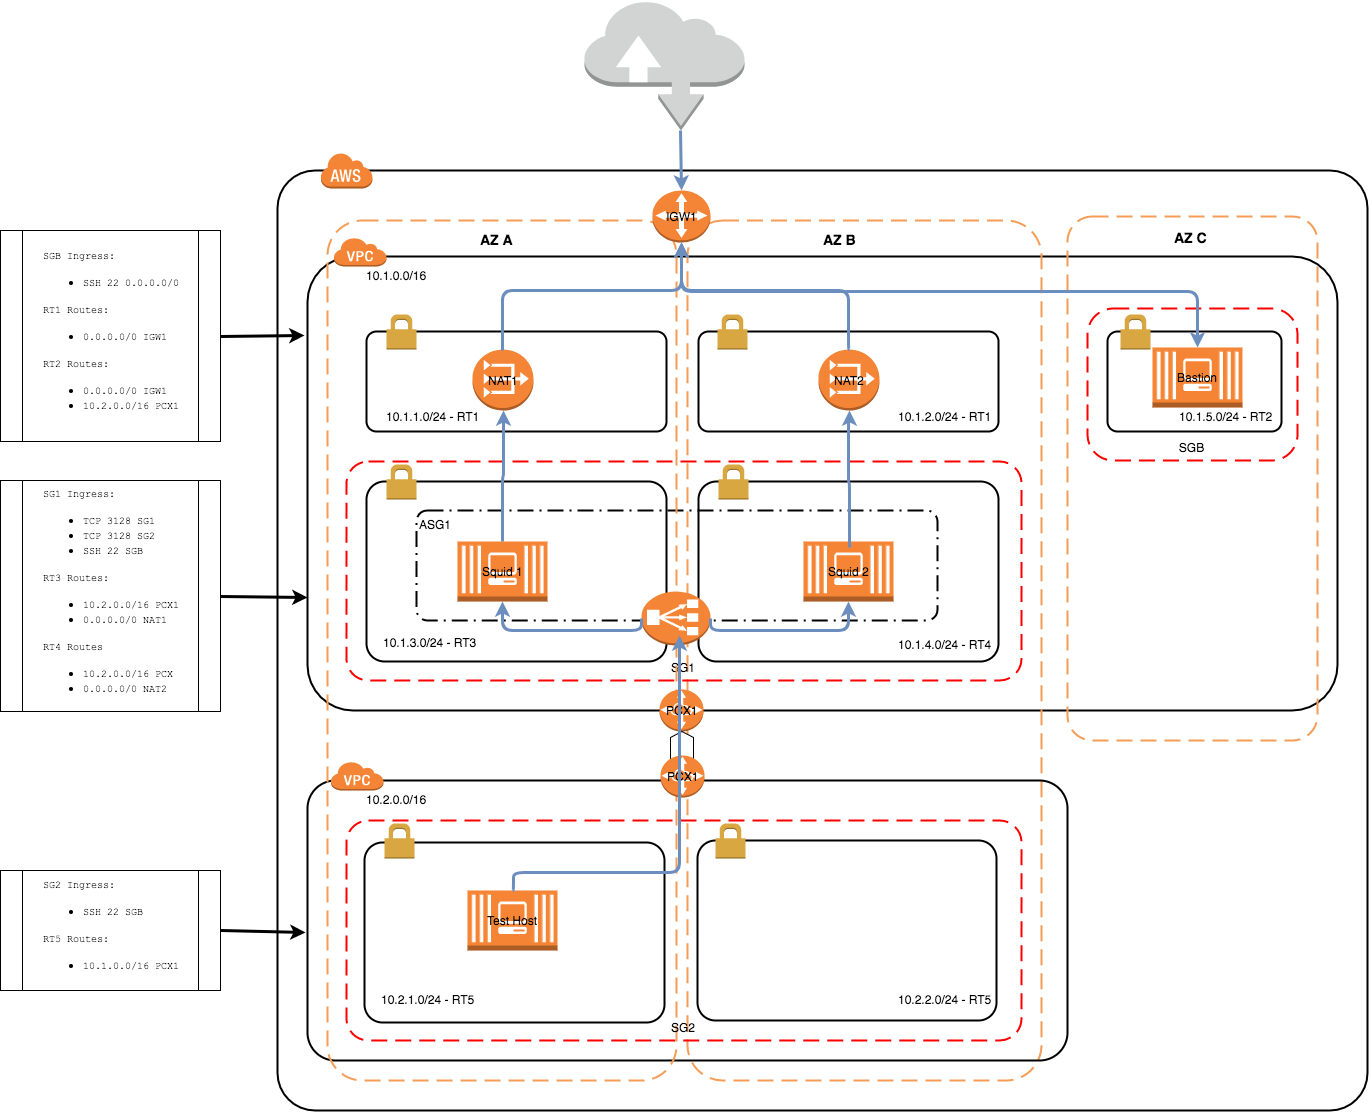 AWS
IGW1
AZ A
AZ B
AZ C
VPC
10.1.0.0/16
SGB Ingress:
• SSH 22 0.0.0.0/0
RT1 Routes:
• 0.0.0.0/0 IGW1
RT2 Routes:
• 0.0.0.0/0 IGW1
• 10.2.0.0/16 PCX1
NAT1
10.1.1.0/24 - RT1
NAT2
10.1.2.0/24 - RT1
Bastion
10.1.5.0/24 - RT2
SGB
SG1 Ingress:
• TCP 3128 SG1
• TCP 3128 SG2
• SSH 22 SGB
RT3 Routes:
• 10.2.0.0/16 PCX1
• 0.0.0.0/0 NAT1
RT4 Routes
• 10.2.0.0/16 PCX
• 0.0.0.0/0 NAT2
ASG1
Squid 1
Squid 2
10.1.3.0/24 - RT3
10.1.4.0/24 - RT4
SG1
PCX1
PCX1
VPC
10.2.0.0/16
SG2 Ingress:
• SSH 22 SGB
RT5 Routes:
• 10.1.0.0/16 PCX1
Test Host
10.2.1.0/24 - RT5
10.2.2.0/24 - RT5
SG2